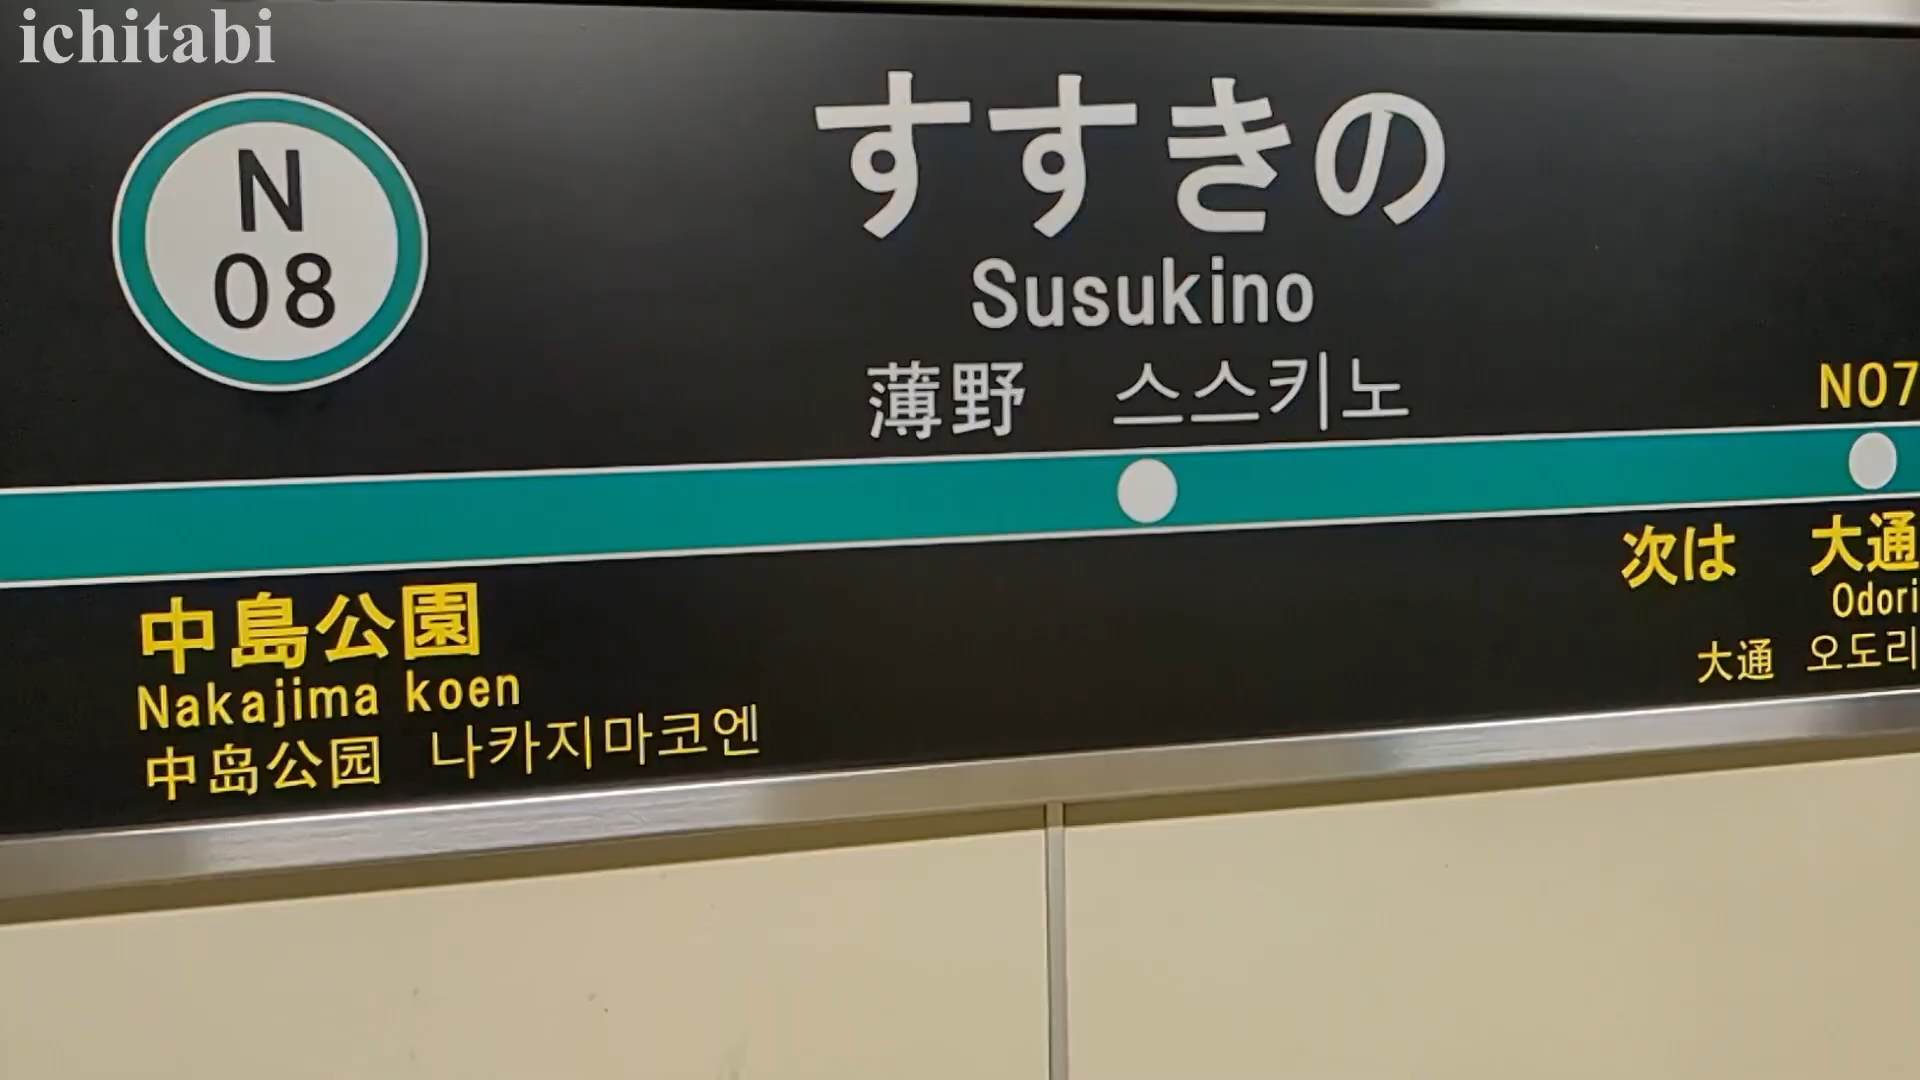 ichitabi
N
08
すすきの
Susukino
薄野 스스키노
N07
次は 大通
Odori
大通 오도리
中島公園
Nakajima koen
中岛公园 나카지마코엔